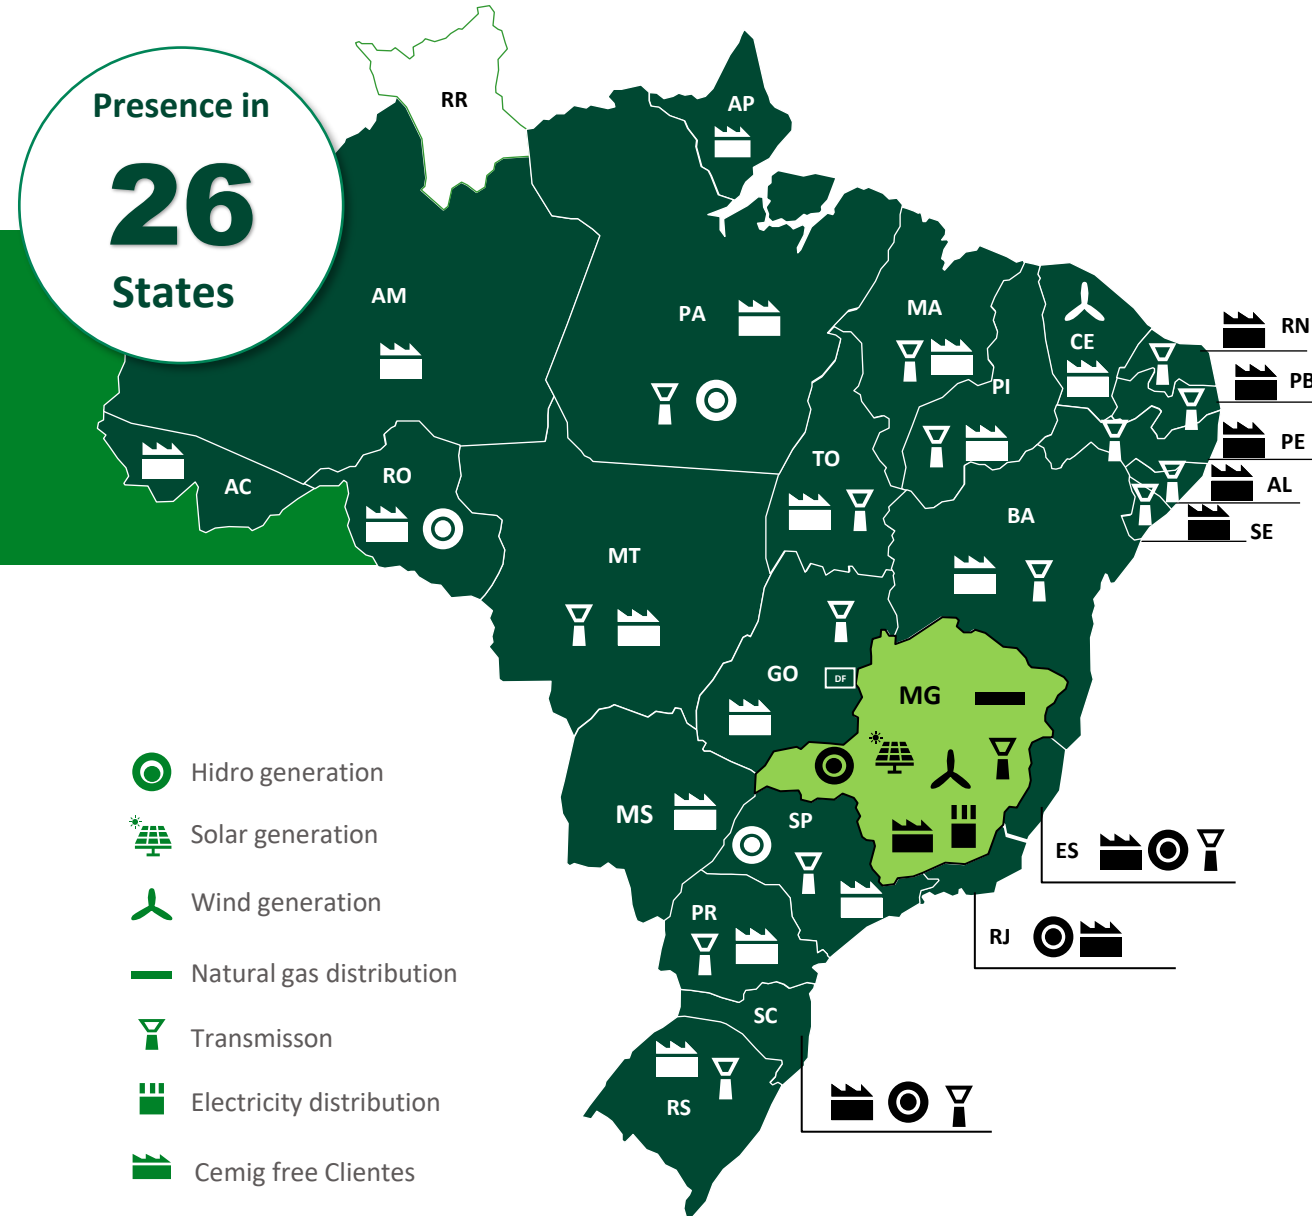 Presence in
26
States
RR
AP
AM
PA
MA
CE
PI
RN
PB
PE
AL
SE
AC
RO
TO
BA
MT
GO
DF
MG
MS
SP
ES
RJ
PR
SC
RS
Hidro generation
Solar generation
Wind generation
Natural gas distribution
Transmisson
Electricity distribution
Cemig free Clientes